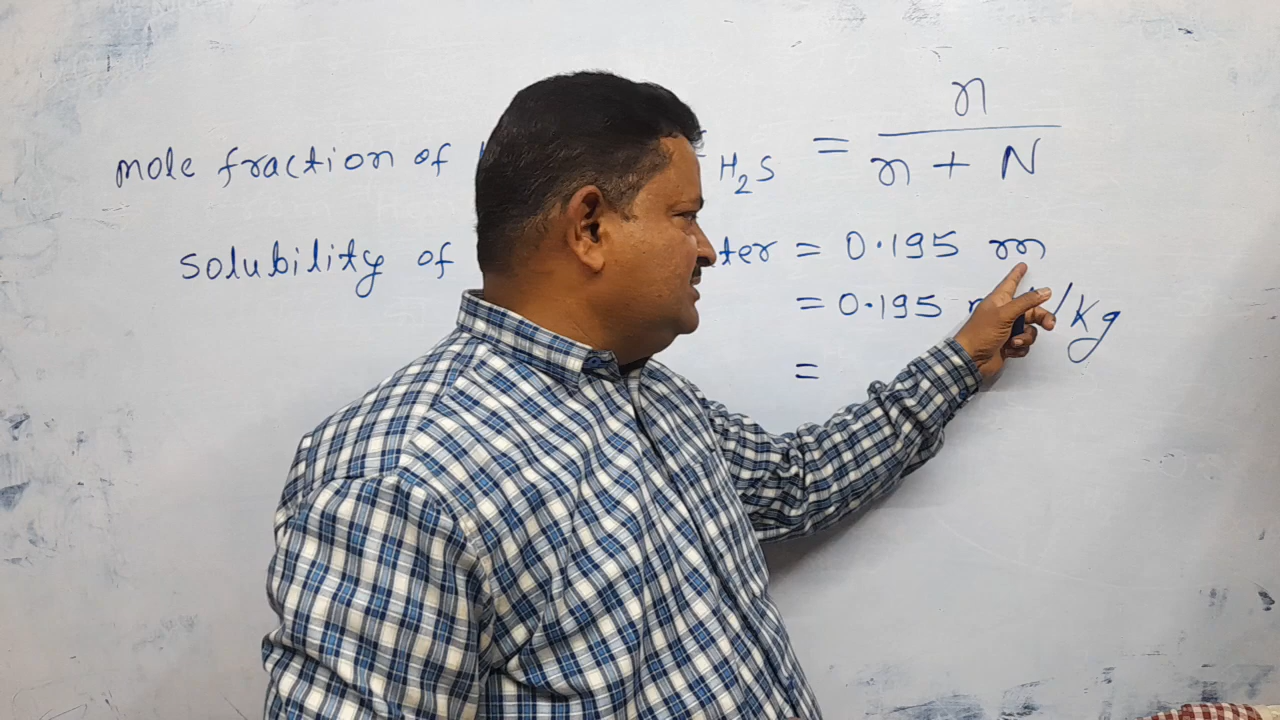 mole fraction of H₂S = n / n + N
solubility of ter = 0.195 m
= 0.195 /Kg
=